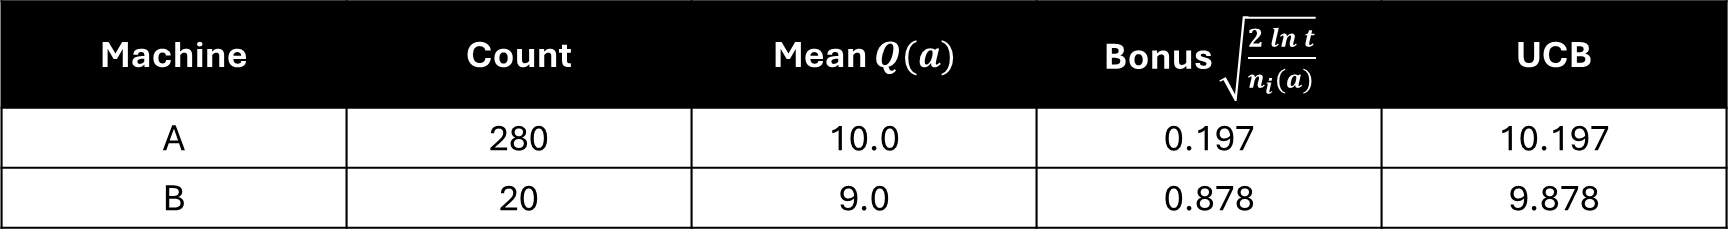 Machine Count Mean Q(a) Bonus √(2 ln t / nᵢ(a)) UCB
A 280 10.0 0.197 10.197
B 20 9.0 0.878 9.878